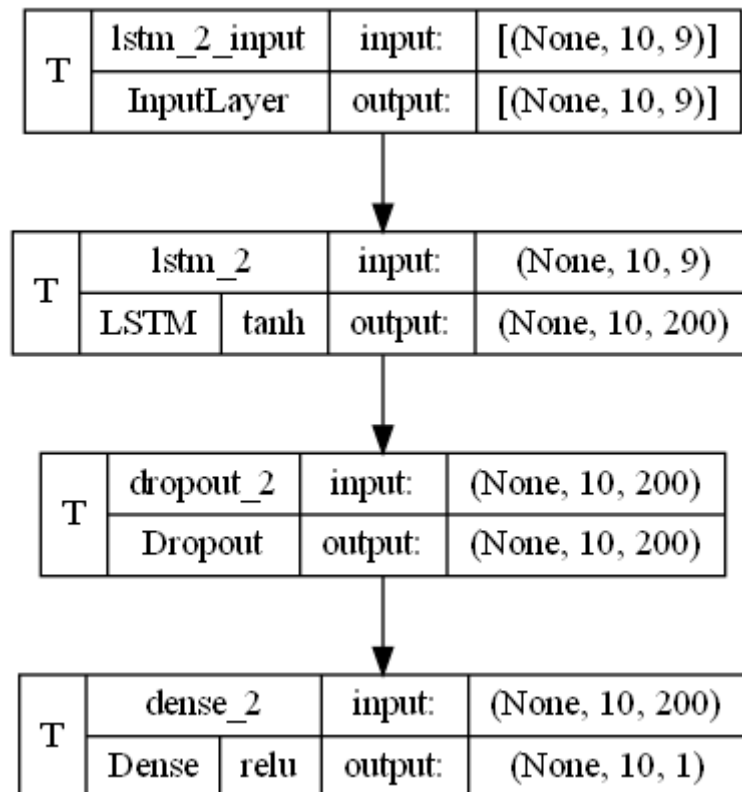 T lstm_2_input input: [(None, 10, 9)]
InputLayer output: [(None, 10, 9)]
T lstm_2 input: (None, 10, 9)
LSTM tanh output: (None, 10, 200)
T dropout_2 input: (None, 10, 200)
Dropout output: (None, 10, 200)
T dense_2 input: (None, 10, 200)
Dense relu output: (None, 10, 1)